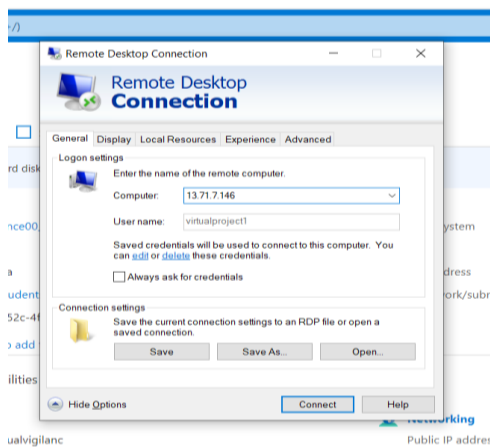 /)
Remote Desktop Connection
Remote Desktop
Connection
General Display Local Resources Experience Advanced
Logon settings
Enter the name of the remote computer.
Computer: 13.71.7.146
User name: virtualproject1
Saved credentials will be used to connect to this computer. You
can edit or delete these credentials.
Always ask for credentials
Connection settings
Save the current connection settings to an RDP file or open a
saved connection.
Save Save As... Open...
Hide Options Connect Help
rd disk
nce00
a
udent
52c-4f
add
ilities
ualvigilanc
ystem
dress
ork/subr
Networking
Public IP addres